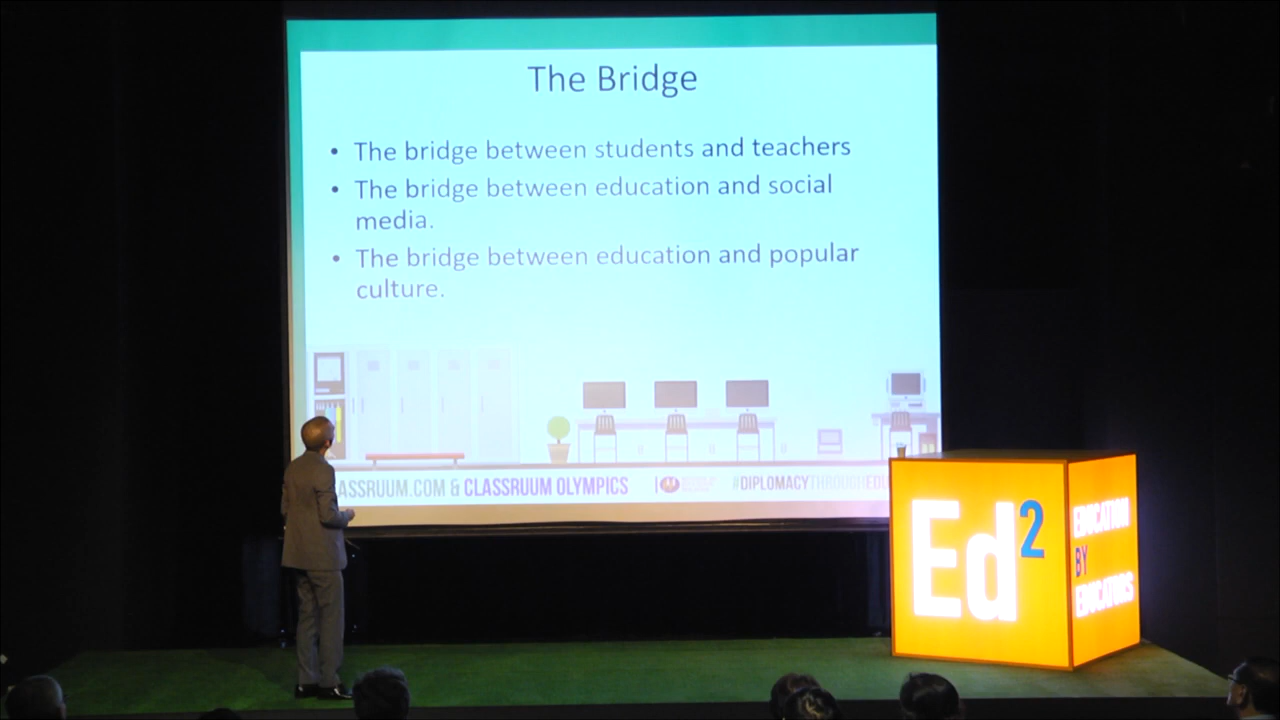 The Bridge
• The bridge between students and teachers
• The bridge between education and social
media.
• The bridge between education and popular
culture.
ASSRUUM.COM & CLASSRUUM OLYMPICS
#DIPLOMACYTHROUGHEDU
Ed²
EDUCATION
BY
EDUCATORS